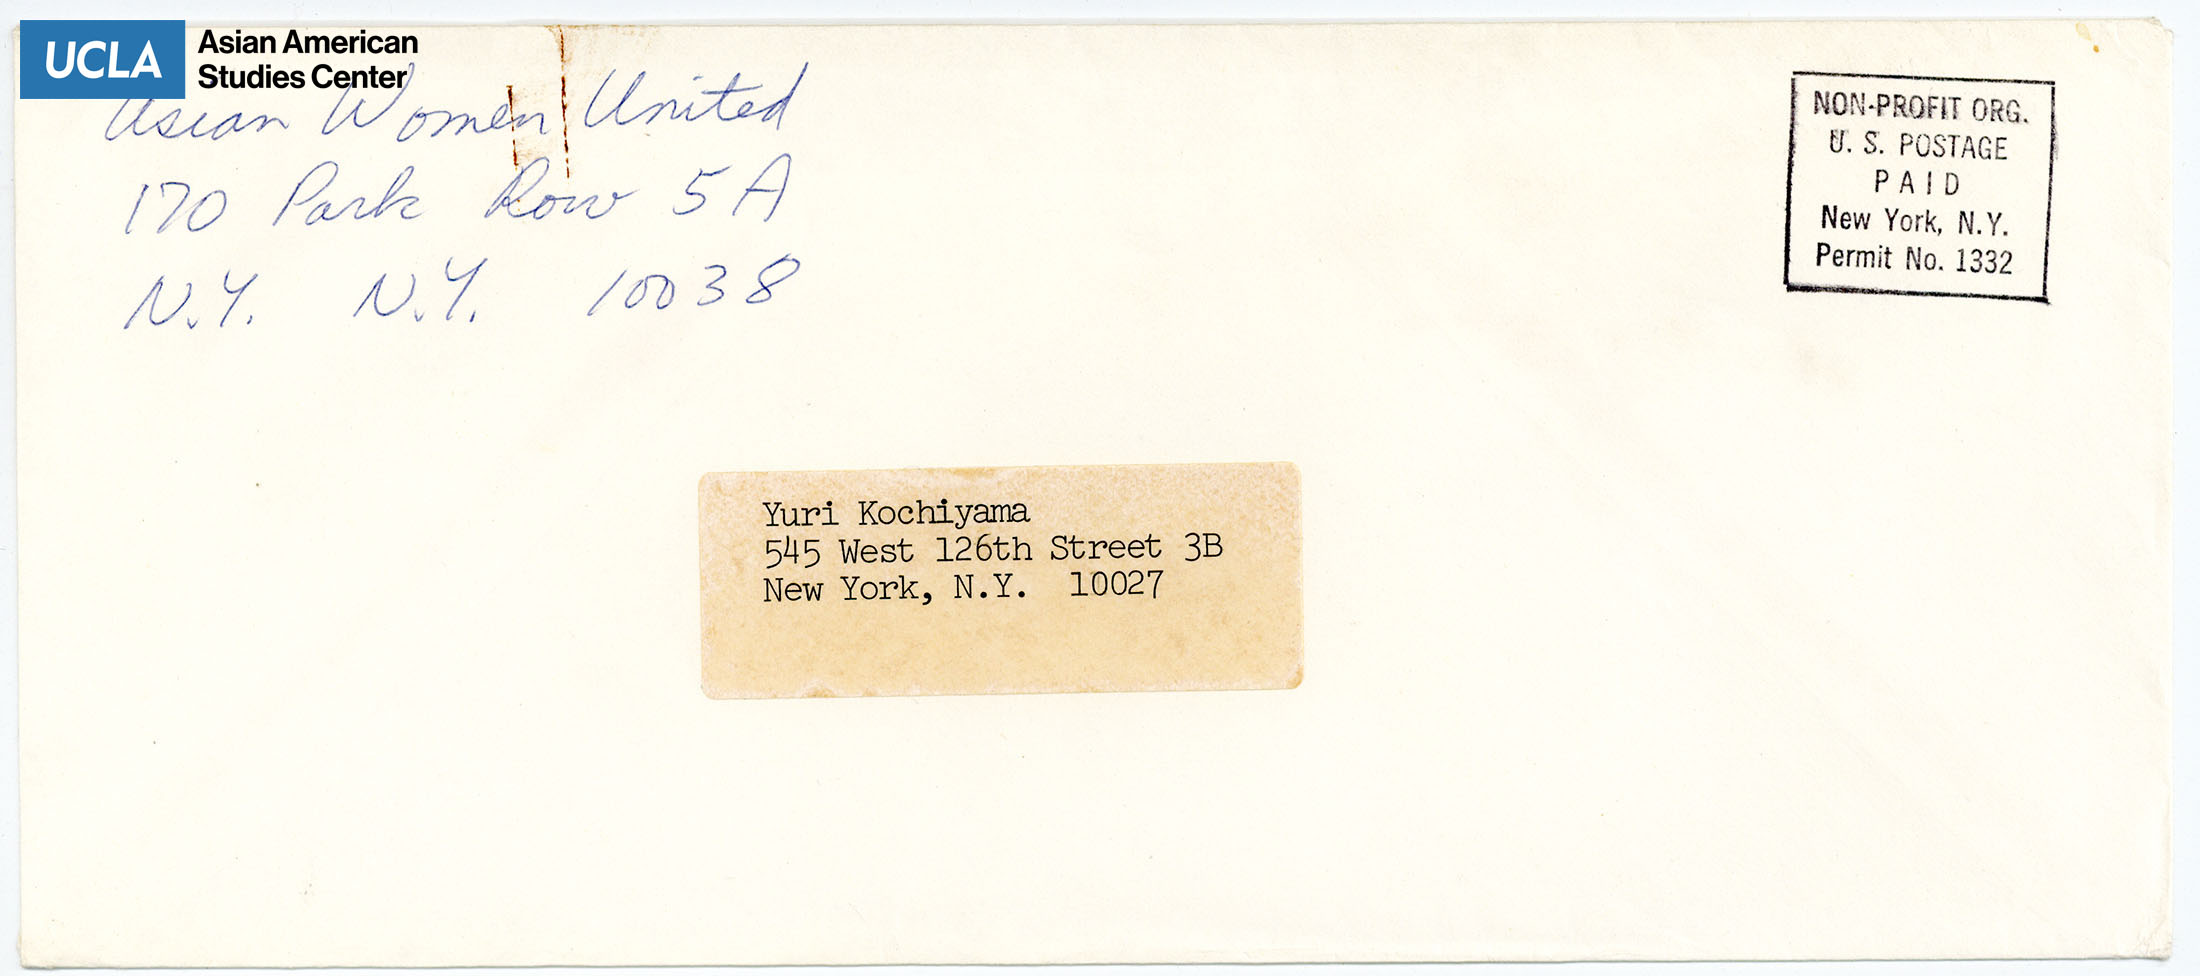 UCLA Asian American
Studies Center
Asian Women United
170 Park Row 5A
N.Y. N.Y. 10038
NON-PROFIT ORG.
U. S. POSTAGE
PAID
New York, N.Y.
Permit No. 1332
Yuri Kochiyama
545 West 126th Street 3B
New York, N.Y. 10027